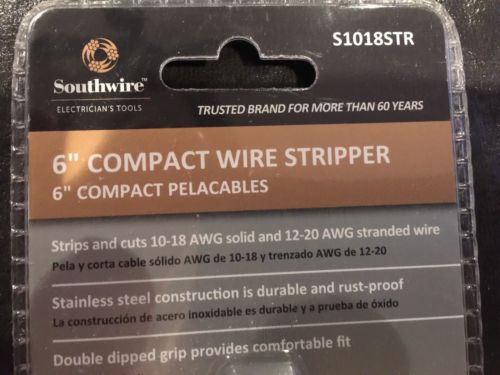 S1018STR
Southwire™
ELECTRICIAN'S TOOLS
TRUSTED BRAND FOR MORE THAN 60 YEARS
6" COMPACT WIRE STRIPPER
6" COMPACT PELACABLES
Strips and cuts 10-18 AWG solid and 12-20 AWG stranded wire
Pela y corta cable sólido AWG de 10-18 y trenzado AWG de 12-20
Stainless steel construction is durable and rust-proof
La construcción de acero inoxidable es durable y a prueba de óxido
Double dipped grip provides comfortable fit